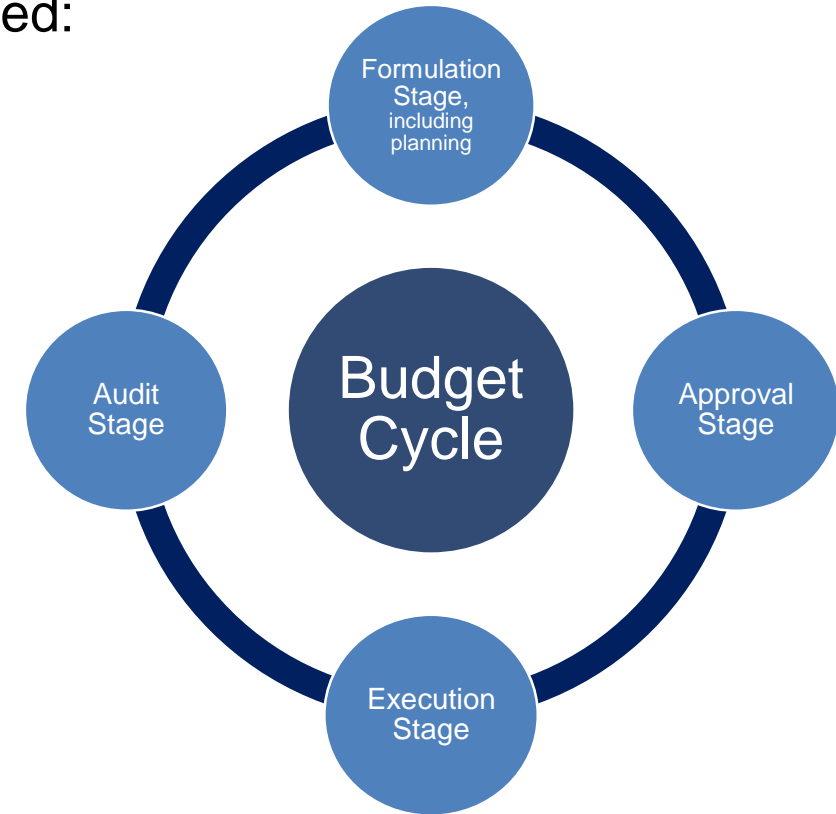 ed:
Formulation
Stage,
including
planning
Audit
Stage
Budget
Cycle
Approval
Stage
Execution
Stage